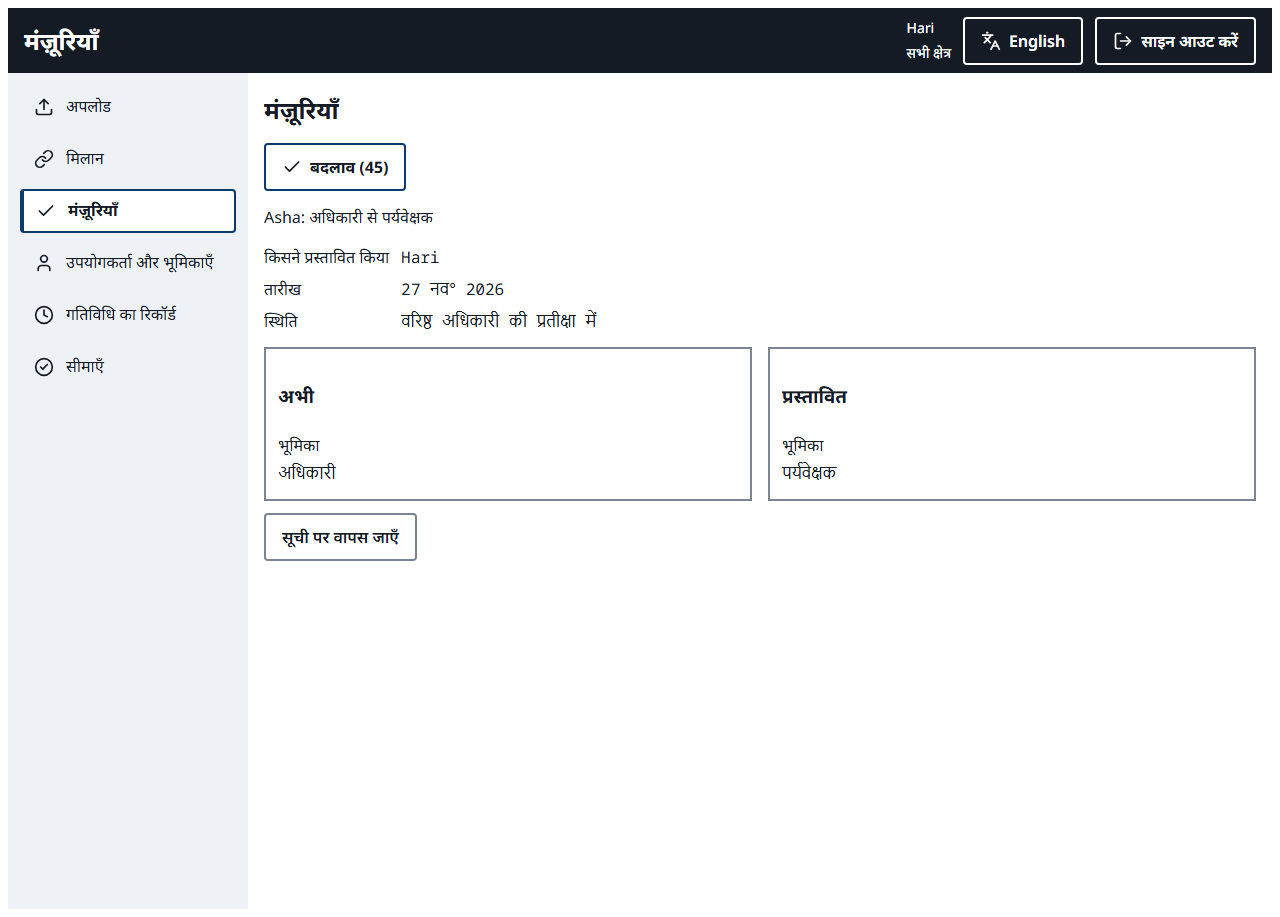 मंज़ूरियाँ
Hari
सभी क्षेत्र
English
साइन आउट करें
अपलोड
मिलान
मंज़ूरियाँ
उपयोगकर्ता और भूमिकाएँ
गतिविधि का रिकॉर्ड
सीमाएँ
मंज़ूरियाँ
बदलाव (45)
Asha: अधिकारी से पर्यवेक्षक
किसने प्रस्तावित किया Hari
तारीख 27 नव॰ 2026
स्थिति वरिष्ठ अधिकारी की प्रतीक्षा में
अभी
भूमिका
अधिकारी
प्रस्तावित
भूमिका
पर्यवेक्षक
सूची पर वापस जाएँ